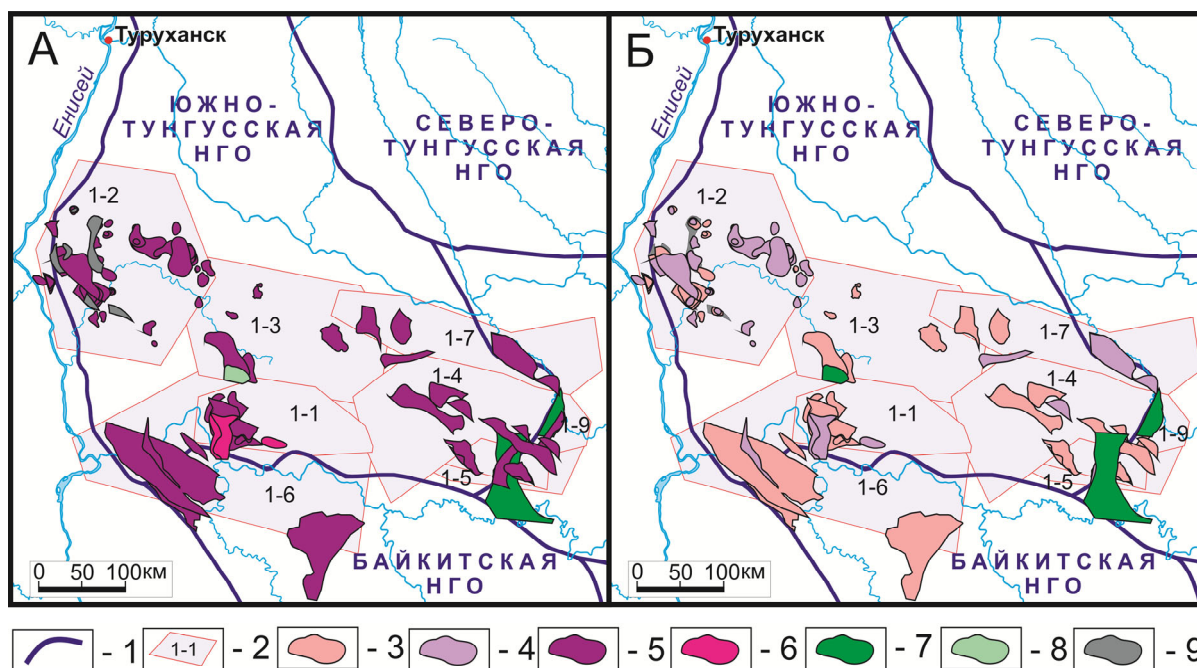 А
Туруханск
Енисей
ЮЖНО-
ТУНГУССКАЯ
НГО
СЕВЕРО-
ТУНГУССКАЯ
НГО
1-2
1-3
1-7
1-4
1-1
1-9
1-5
1-6
БАЙКИТСКАЯ
НГО
0 50 100км
Б
Туруханск
Енисей
ЮЖНО-
ТУНГУССКАЯ
НГО
СЕВЕРО-
ТУНГУССКАЯ
НГО
1-2
1-3
1-7
1-4
1-1
1-9
1-5
1-6
БАЙКИТСКАЯ
НГО
0 50 100км
- 1 1-1 - 2 - 3 - 4 - 5 - 6 - 7 - 8 - 9